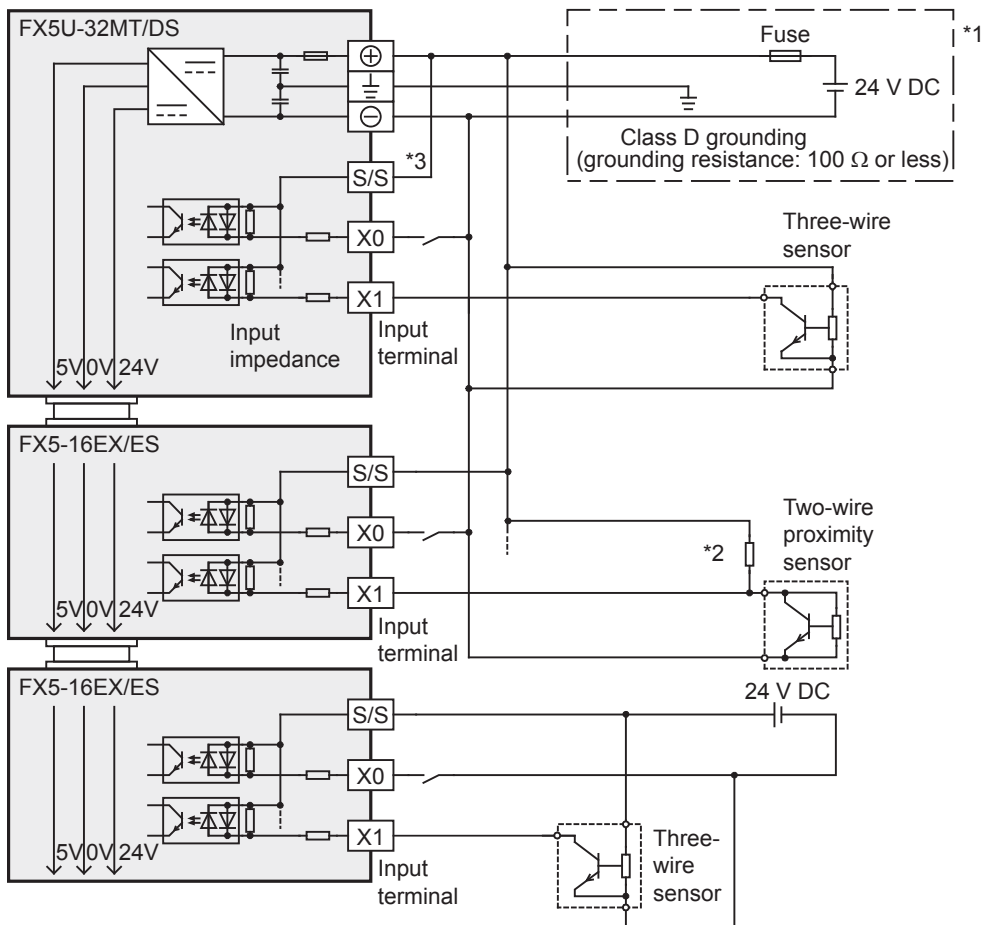 FX5U-32MT/DS
Fuse
*1
24 V DC
Class D grounding
(grounding resistance: 100 Ω or less)
*3
S/S
X0
X1
Three-wire
sensor
Input
impedance
Input
terminal
5V 0V 24V
FX5-16EX/ES
S/S
X0
X1
*2
Two-wire
proximity
sensor
5V 0V 24V
Input
terminal
FX5-16EX/ES
24 V DC
S/S
X0
X1
5V 0V 24V
Input
terminal
Three-
wire
sensor